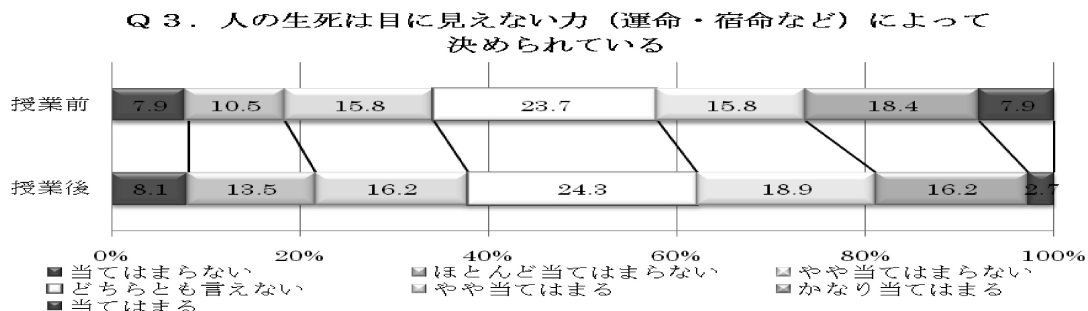 Ｑ３．人の生死は目に見えない力（運命・宿命など）によって
決められている
授業前 7.9 10.5 15.8 23.7 15.8 18.4 7.9
授業後 8.1 13.5 16.2 24.3 18.9 16.2 2.7
0% 20% 40% 60% 80% 100%
当てはまらない ほとんど当てはまらない やや当てはまらない
どちらとも言えない やや当てはまる かなり当てはまる
当てはまる